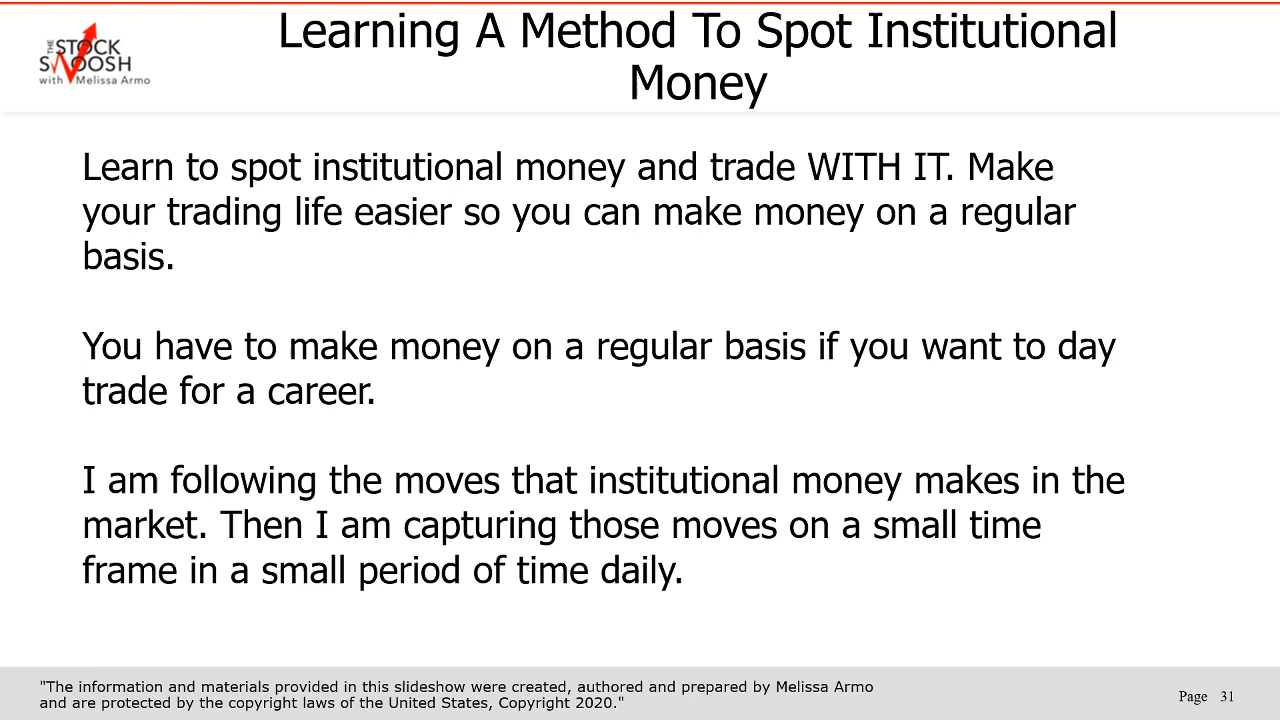 Learning A Method To Spot Institutional
Money
THE
STOCK
SWOOSH
with Melissa Armo
Learn to spot institutional money and trade WITH IT. Make
your trading life easier so you can make money on a regular
basis.
You have to make money on a regular basis if you want to day
trade for a career.
I am following the moves that institutional money makes in the
market. Then I am capturing those moves on a small time
frame in a small period of time daily.
"The information and materials provided in this slideshow were created, authored and prepared by Melissa Armo
and are protected by the copyright laws of the United States, Copyright 2020."
Page 31